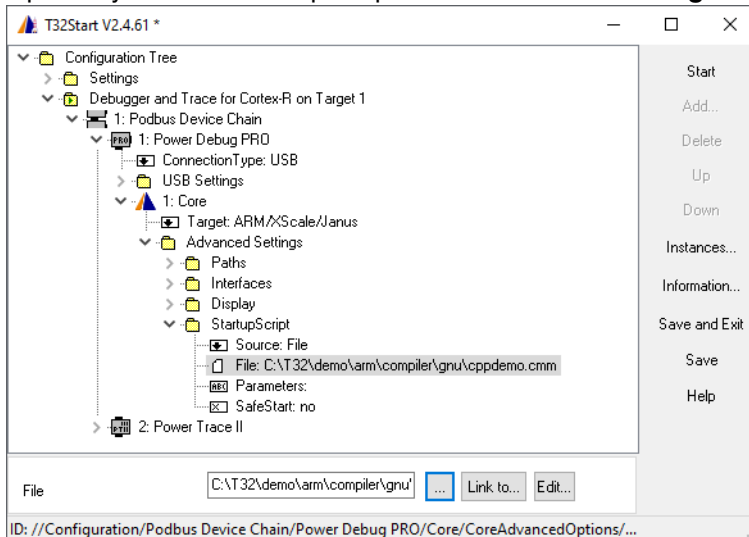 T32Start V2.4.61 *
Configuration Tree
Settings
Debugger and Trace for Cortex-R on Target 1
1: Podbus Device Chain
PRO 1: Power Debug PRO
ConnectionType: USB
USB Settings
1: Core
Target: ARM/XScale/Janus
Advanced Settings
Paths
Interfaces
Display
StartupScript
Source: File
File: C:\T32\demo\arm\compiler\gnu\cppdemo.cmm
ABC Parameters:
SafeStart: no
PTII 2: Power Trace II
Start
Add...
Delete
Up
Down
Instances...
Information...
Save and Exit
Save
Help
File
C:\T32\demo\arm\compiler\gnu'
...
Link to...
Edit...
ID: //Configuration/Podbus Device Chain/Power Debug PRO/Core/CoreAdvancedOptions/...